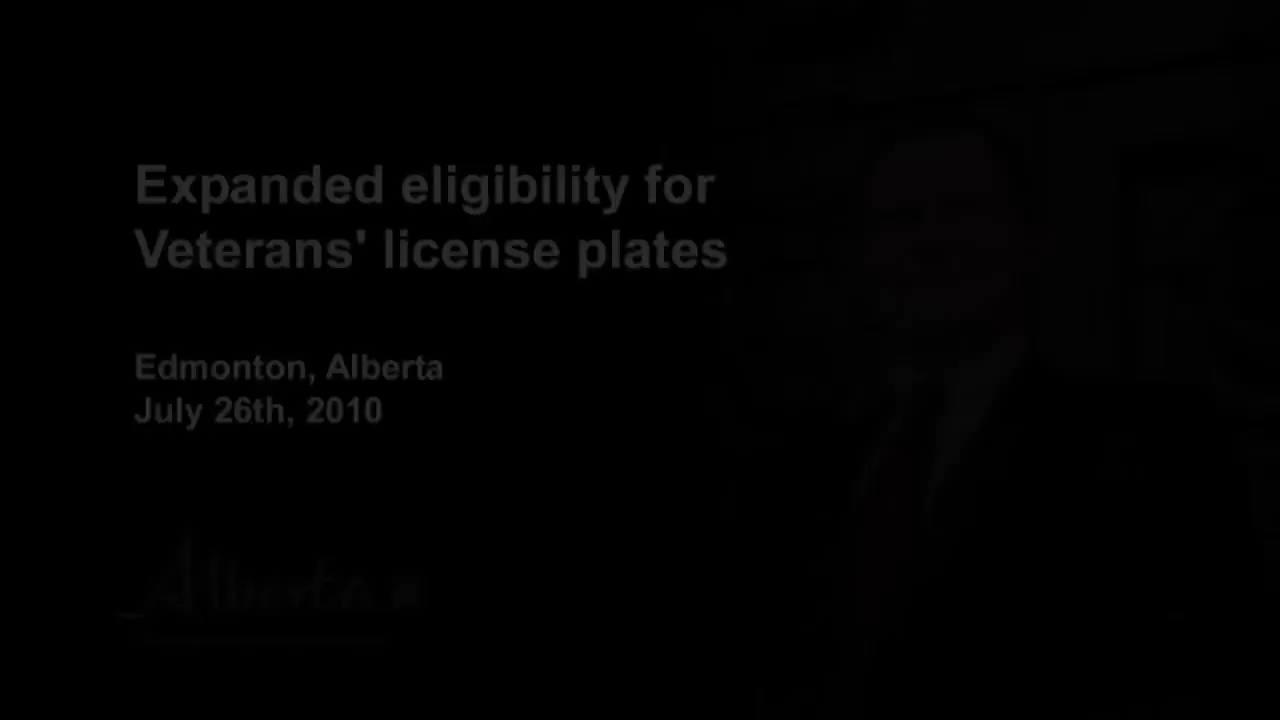 Expanded eligibility for
Veterans' license plates
Edmonton, Alberta
July 26th, 2010
Alberta